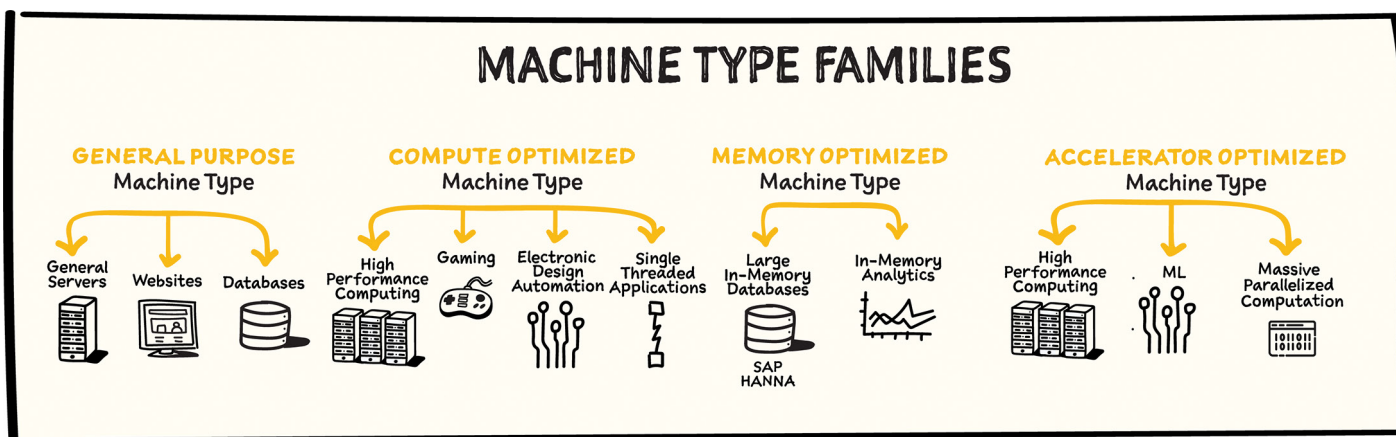 MACHINE TYPE FAMILIES
GENERAL PURPOSE
Machine Type
General
Servers
Websites
Databases
COMPUTE OPTIMIZED
Machine Type
High
Performance
Computing
Gaming
Electronic
Design
Automation
Single
Threaded
Applications
MEMORY OPTIMIZED
Machine Type
Large
In-Memory
Databases
SAP
HANNA
In-Memory
Analytics
ACCELERATOR OPTIMIZED
Machine Type
High
Performance
Computing
ML
Massive
Parallelized
Computation
1011011
1011011